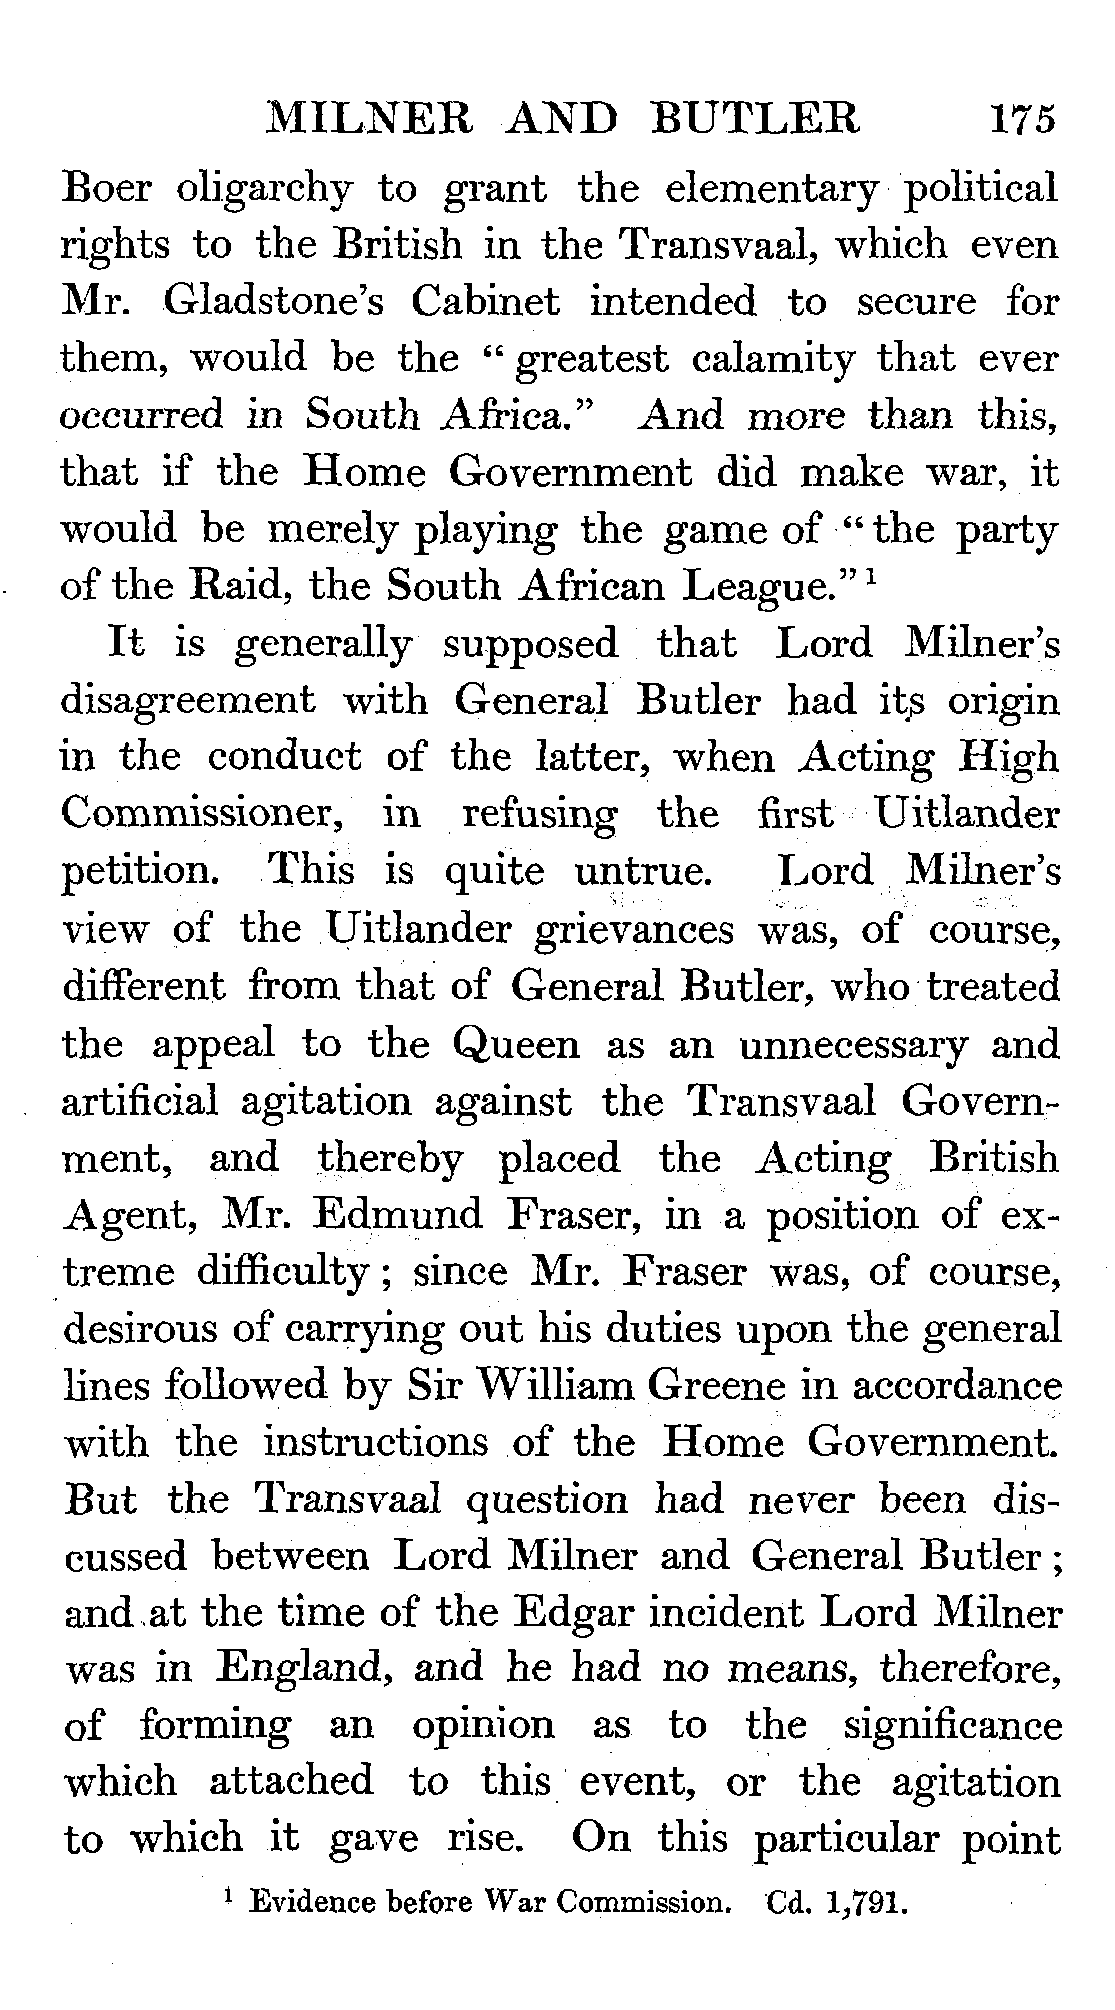 MILNER AND BUTLER 175
Boer oligarchy to grant the elementary political
rights to the British in the Transvaal, which even
Mr. Gladstone's Cabinet intended to secure for
them, would be the “ greatest calamity that ever
occurred in South Africa.” And more than this,
that if the Home Government did make war, it
would be merely playing the game of “ the party
of the Raid, the South African League.” ¹
It is generally supposed that Lord Milner's
disagreement with General Butler had its origin
in the conduct of the latter, when Acting High
Commissioner, in refusing the first Uitlander
petition. This is quite untrue. Lord Milner's
view of the Uitlander grievances was, of course,
different from that of General Butler, who treated
the appeal to the Queen as an unnecessary and
artificial agitation against the Transvaal Govern-
ment, and thereby placed the Acting British
Agent, Mr. Edmund Fraser, in a position of ex-
treme difficulty ; since Mr. Fraser was, of course,
desirous of carrying out his duties upon the general
lines followed by Sir William Greene in accordance
with the instructions of the Home Government.
But the Transvaal question had never been dis-
cussed between Lord Milner and General Butler ;
and at the time of the Edgar incident Lord Milner
was in England, and he had no means, therefore,
of forming an opinion as to the significance
which attached to this event, or the agitation
to which it gave rise. On this particular point
¹ Evidence before War Commission. Cd. 1,791.